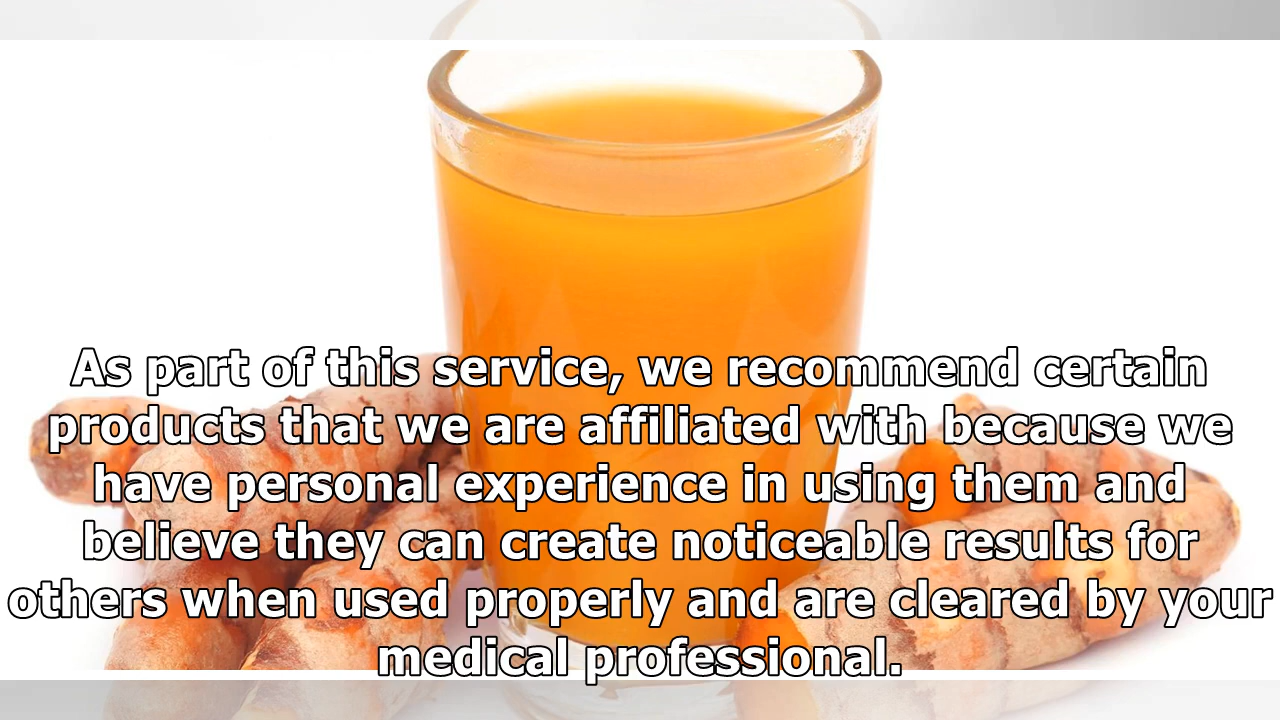 As part of this service, we recommend certain
products that we are affiliated with because we
have personal experience in using them and
believe they can create noticeable results for
others when used properly and are cleared by your
medical professional.